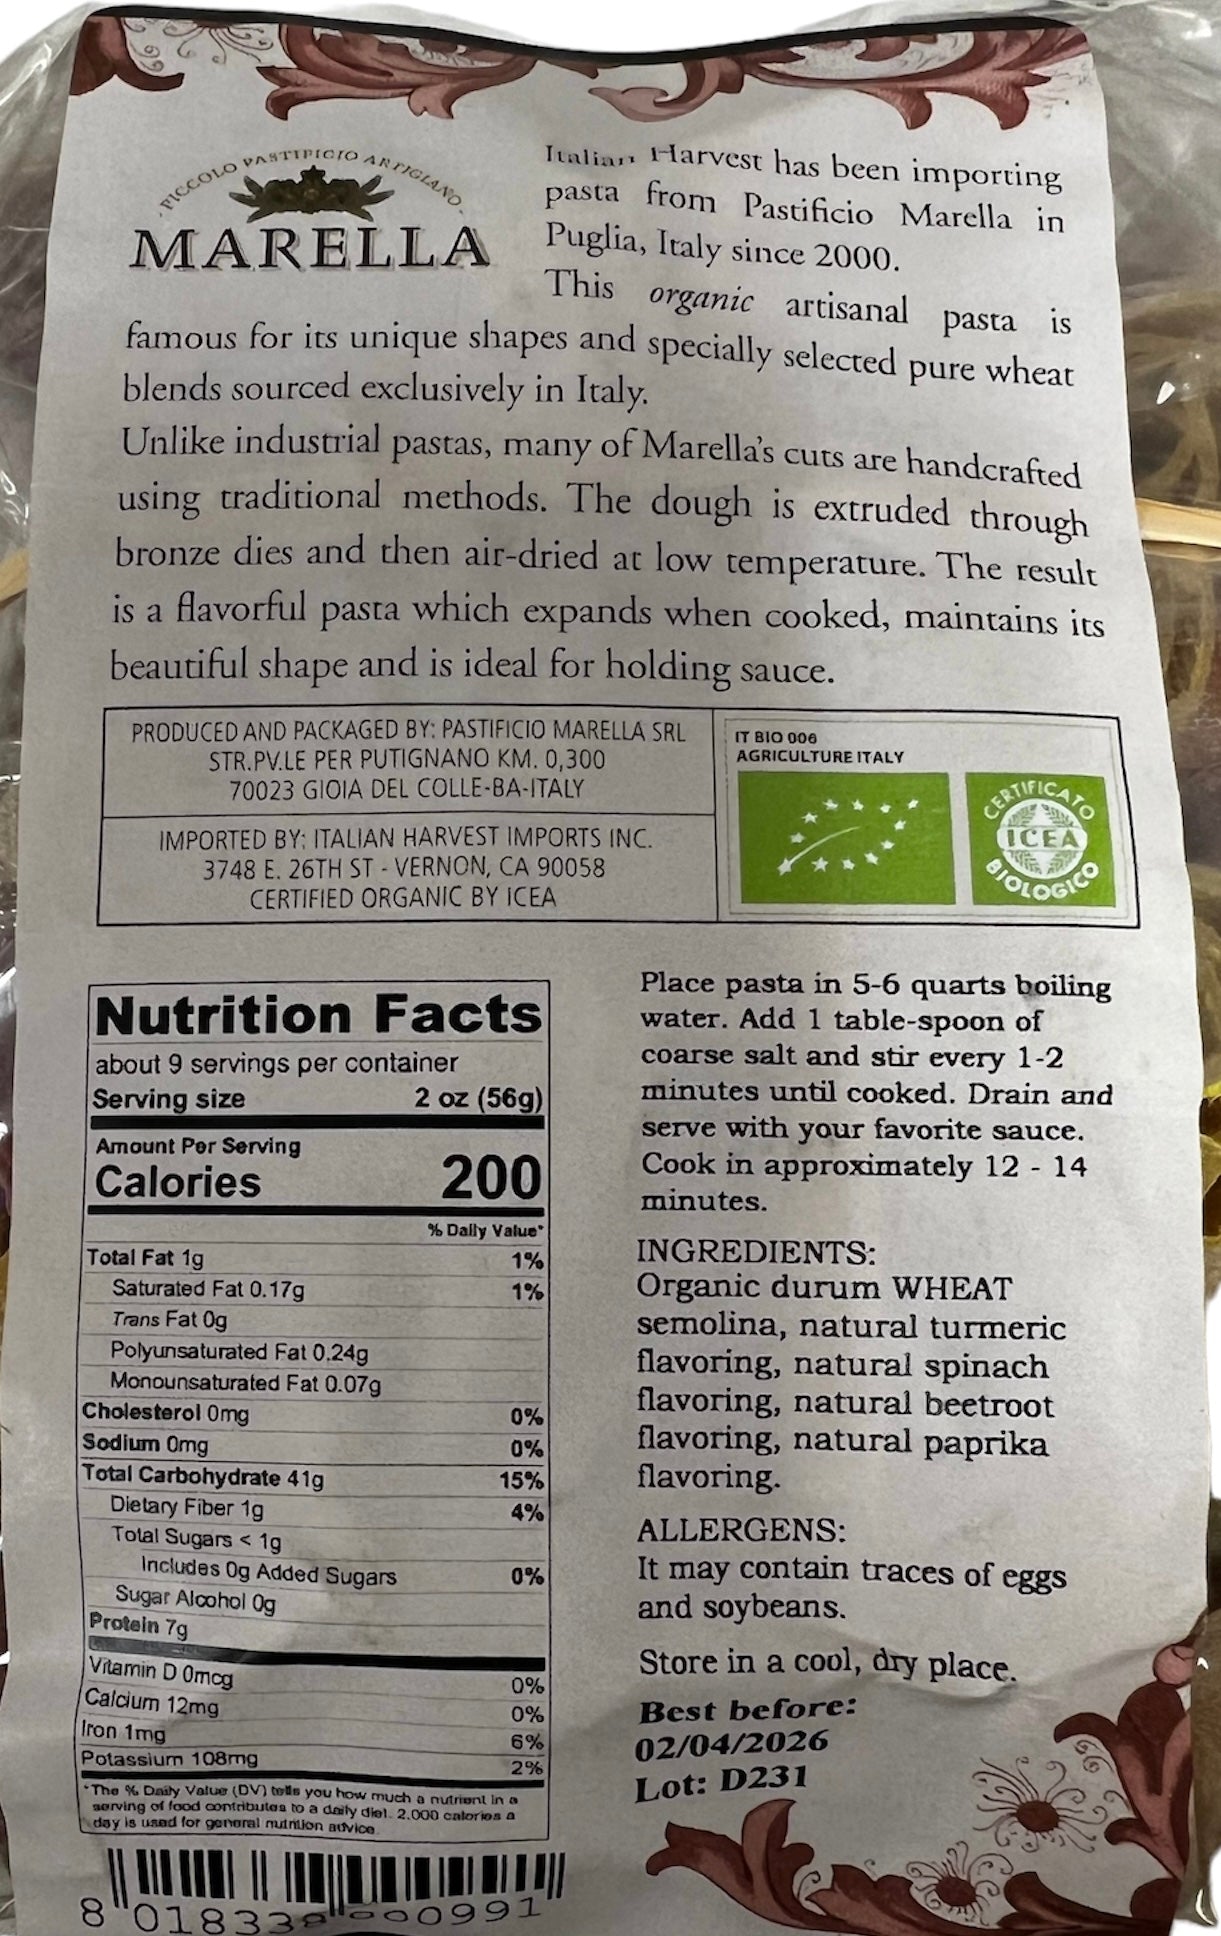 · PICCOLO PASTIFICIO ARTIGIANO ·
MARELLA
Italian Harvest has been importing
pasta from Pastificio Marella in
Puglia, Italy since 2000.
This organic artisanal pasta is
famous for its unique shapes and specially selected pure wheat
blends sourced exclusively in Italy.
Unlike industrial pastas, many of Marella's cuts are handcrafted
using traditional methods. The dough is extruded through
bronze dies and then air-dried at low temperature. The result
is a flavorful pasta which expands when cooked, maintains its
beautiful shape and is ideal for holding sauce.
PRODUCED AND PACKAGED BY: PASTIFICIO MARELLA SRL
STR.PV.LE PER PUTIGNANO KM. 0,300
70023 GIOIA DEL COLLE-BA-ITALY
IMPORTED BY: ITALIAN HARVEST IMPORTS INC.
3748 E. 26TH ST - VERNON, CA 90058
CERTIFIED ORGANIC BY ICEA
IT BIO 006
AGRICULTURE ITALY
CERTIFICATO
ICEA
BIOLOGICO
Nutrition Facts
about 9 servings per container
Serving size 2 oz (56g)
Amount Per Serving
Calories 200
% Daily Value*
Total Fat 1g 1%
Saturated Fat 0.17g 1%
Trans Fat 0g
Polyunsaturated Fat 0.24g
Monounsaturated Fat 0.07g
Cholesterol 0mg 0%
Sodium 0mg 0%
Total Carbohydrate 41g 15%
Dietary Fiber 1g 4%
Total Sugars < 1g
Includes 0g Added Sugars 0%
Sugar Alcohol 0g
Protein 7g
Vitamin D 0mcg 0%
Calcium 12mg 0%
Iron 1mg 6%
Potassium 108mg 2%
*The % Daily Value (DV) tells you how much a nutrient in a
serving of food contributes to a daily diet. 2.000 calories a
day is used for general nutrition advice.
Place pasta in 5-6 quarts boiling
water. Add 1 table-spoon of
coarse salt and stir every 1-2
minutes until cooked. Drain and
serve with your favorite sauce.
Cook in approximately 12 - 14
minutes.
INGREDIENTS:
Organic durum WHEAT
semolina, natural turmeric
flavoring, natural spinach
flavoring, natural beetroot
flavoring, natural paprika
flavoring.
ALLERGENS:
It may contain traces of eggs
and soybeans.
Store in a cool, dry place.
Best before:
02/04/2026
Lot: D231